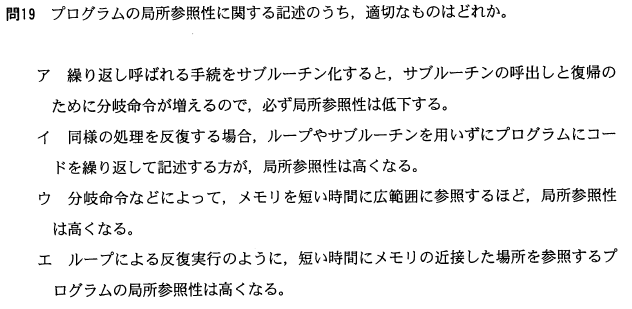 問19 プログラムの局所参照性に関する記述のうち，適切なものはどれか。
ア 繰り返し呼ばれる手続をサブルーチン化すると，サブルーチンの呼出しと復帰の
ために分岐命令が増えるので，必ず局所参照性は低下する。
イ 同様の処理を反復する場合，ループやサブルーチンを用いずにプログラムにコー
ドを繰り返して記述する方が，局所参照性は高くなる。
ウ 分岐命令などによって，メモリを短い時間に広範囲に参照するほど，局所参照性
は高くなる。
エ ループによる反復実行のように，短い時間にメモリの近接した場所を参照するプ
ログラムの局所参照性は高くなる。